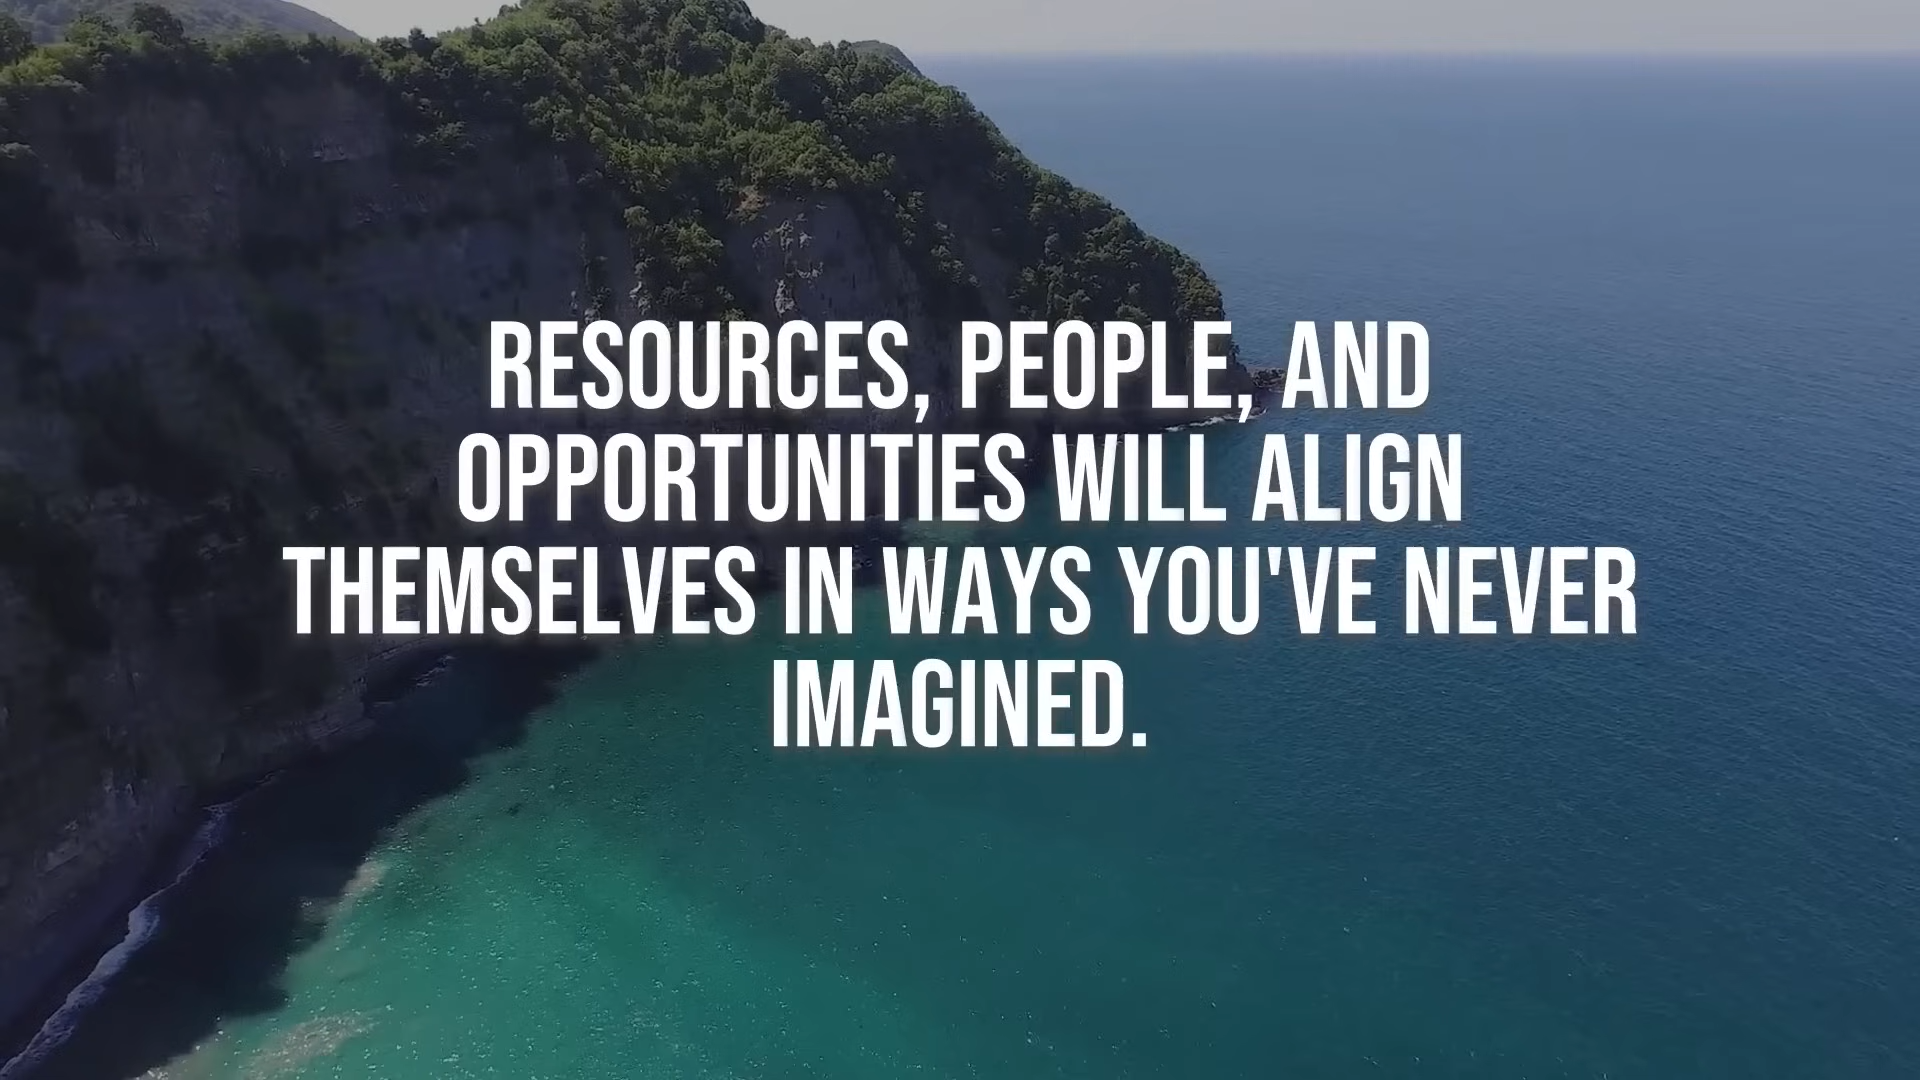 RESOURCES, PEOPLE, AND
OPPORTUNITIES WILL ALIGN
THEMSELVES IN WAYS YOU'VE NEVER
IMAGINED.